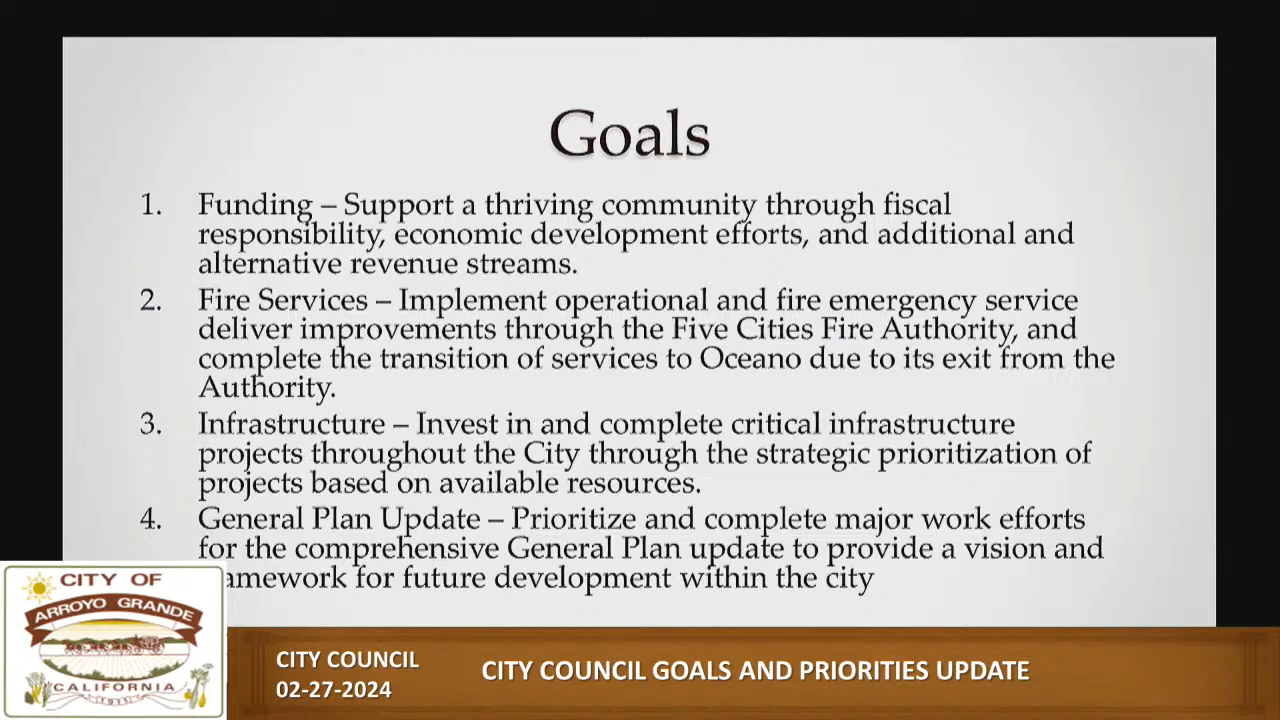 Goals
1. Funding – Support a thriving community through fiscal
responsibility, economic development efforts, and additional and
alternative revenue streams.
2. Fire Services – Implement operational and fire emergency service
deliver improvements through the Five Cities Fire Authority, and
complete the transition of services to Oceano due to its exit from the
Authority.
3. Infrastructure – Invest in and complete critical infrastructure
projects throughout the City through the strategic prioritization of
projects based on available resources.
4. General Plan Update – Prioritize and complete major work efforts
for the comprehensive General Plan update to provide a vision and
amework for future development within the city
CITY OF
ARROYO GRANDE
CALIFORNIA
1911
CITY COUNCIL
02-27-2024
CITY COUNCIL GOALS AND PRIORITIES UPDATE